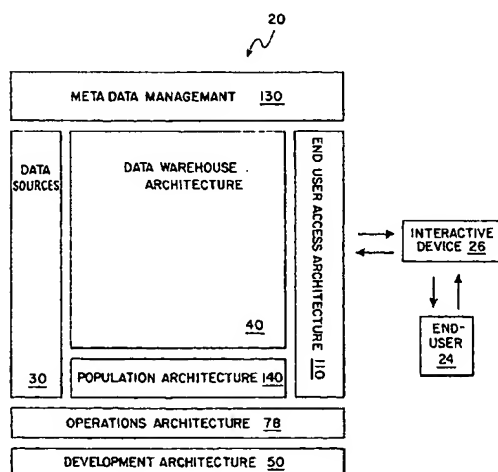 20
META DATA MANAGEMANT 130
DATA
SOURCES
30
DATA WAREHOUSE
ARCHITECTURE
40
POPULATION ARCHITECTURE 140
END USER ACCESS ARCHITECTURE 110
INTERACTIVE
DEVICE 26
END-
USER
24
OPERATIONS ARCHITECTURE 78
DEVELOPMENT ARCHITECTURE 50